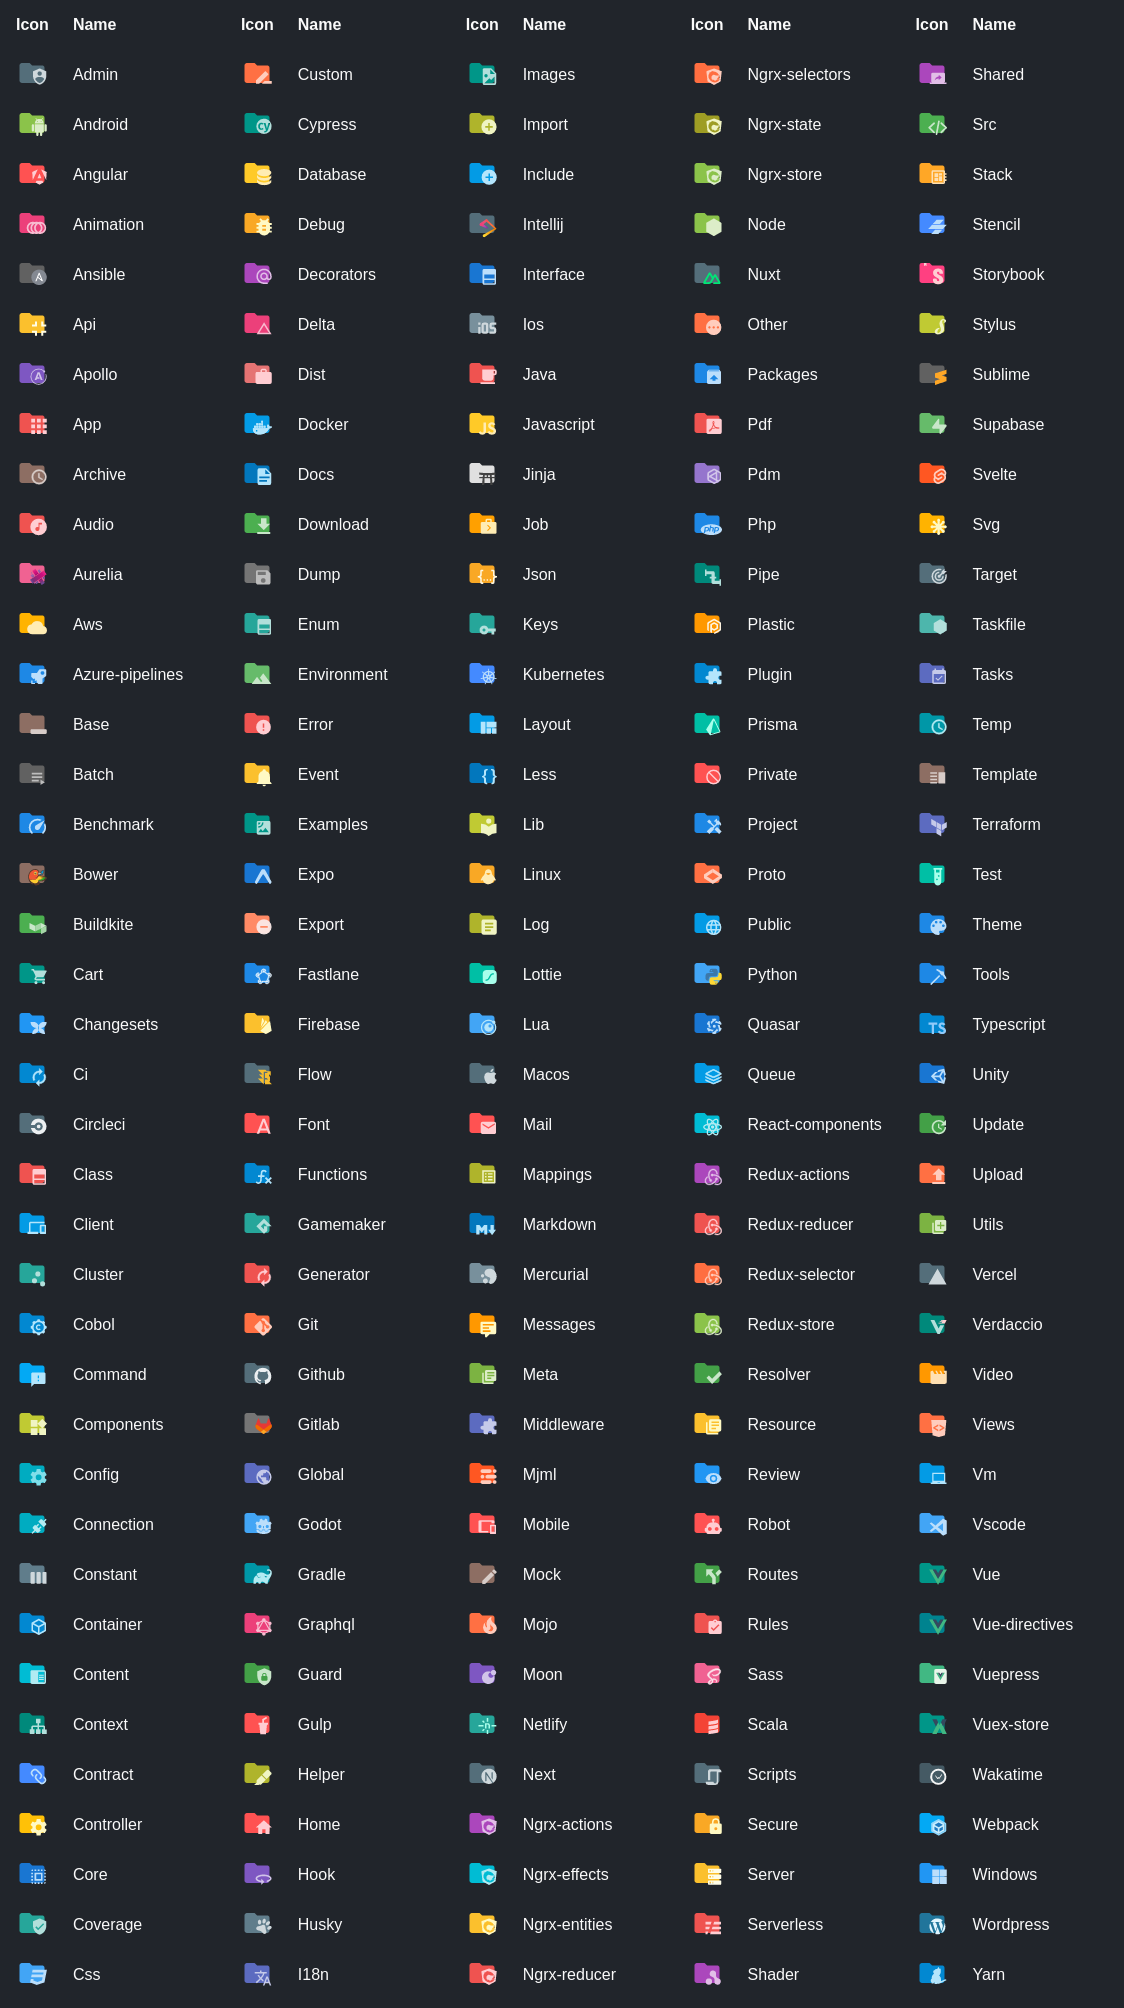 Icon Name Icon Name Icon Name Icon Name Icon Name
Admin Custom Images Ngrx-selectors Shared
Android Cypress Import Ngrx-state Src
Angular Database Include Ngrx-store Stack
Animation Debug Intellij Node Stencil
Ansible Decorators Interface Nuxt Storybook
Api Delta Ios Other Stylus
Apollo Dist Java Packages Sublime
App Docker Javascript Pdf Supabase
Archive Docs Jinja Pdm Svelte
Audio Download Job Php Svg
Aurelia Dump Json Pipe Target
Aws Enum Keys Plastic Taskfile
Azure-pipelines Environment Kubernetes Plugin Tasks
Base Error Layout Prisma Temp
Batch Event Less Private Template
Benchmark Examples Lib Project Terraform
Bower Expo Linux Proto Test
Buildkite Export Log Public Theme
Cart Fastlane Lottie Python Tools
Changesets Firebase Lua Quasar Typescript
Ci Flow Macos Queue Unity
Circleci Font Mail React-components Update
Class Functions Mappings Redux-actions Upload
Client Gamemaker Markdown Redux-reducer Utils
Cluster Generator Mercurial Redux-selector Vercel
Cobol Git Messages Redux-store Verdaccio
Command Github Meta Resolver Video
Components Gitlab Middleware Resource Views
Config Global Mjml Review Vm
Connection Godot Mobile Robot Vscode
Constant Gradle Mock Routes Vue
Container Graphql Mojo Rules Vue-directives
Content Guard Moon Sass Vuepress
Context Gulp Netlify Scala Vuex-store
Contract Helper Next Scripts Wakatime
Controller Home Ngrx-actions Secure Webpack
Core Hook Ngrx-effects Server Windows
Coverage Husky Ngrx-entities Serverless Wordpress
Css I18n Ngrx-reducer Shader Yarn